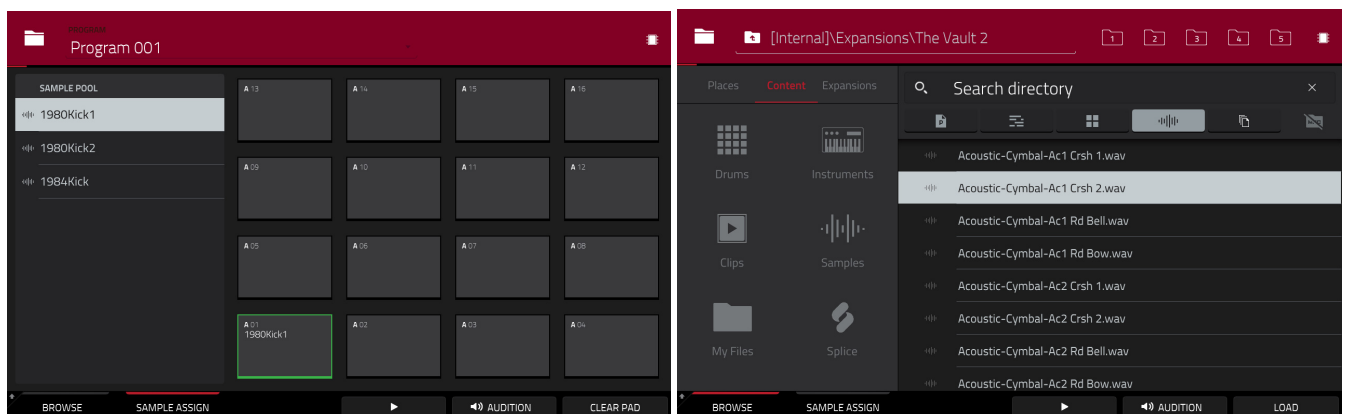 PROGRAM
Program 001
SAMPLE POOL
1980Kick1
1980Kick2
1984Kick
A 13
A 14
A 15
A 16
A 09
A 10
A 11
A 12
A 05
A 06
A 07
A 08
A 01
1980Kick1
A 02
A 03
A 04
BROWSE
SAMPLE ASSIGN
AUDITION
CLEAR PAD
[Internal]\Expansions\The Vault 2
1
2
3
4
5
Places
Content
Expansions
Drums
Instruments
Clips
Samples
My Files
Splice
Search directory
Acoustic-Cymbal-Ac1 Crsh 1.wav
Acoustic-Cymbal-Ac1 Crsh 2.wav
Acoustic-Cymbal-Ac1 Rd Bell.wav
Acoustic-Cymbal-Ac1 Rd Bow.wav
Acoustic-Cymbal-Ac2 Crsh 1.wav
Acoustic-Cymbal-Ac2 Crsh 2.wav
Acoustic-Cymbal-Ac2 Rd Bell.wav
Acoustic-Cymbal-Ac2 Rd Bow.wav
BROWSE
SAMPLE ASSIGN
AUDITION
LOAD